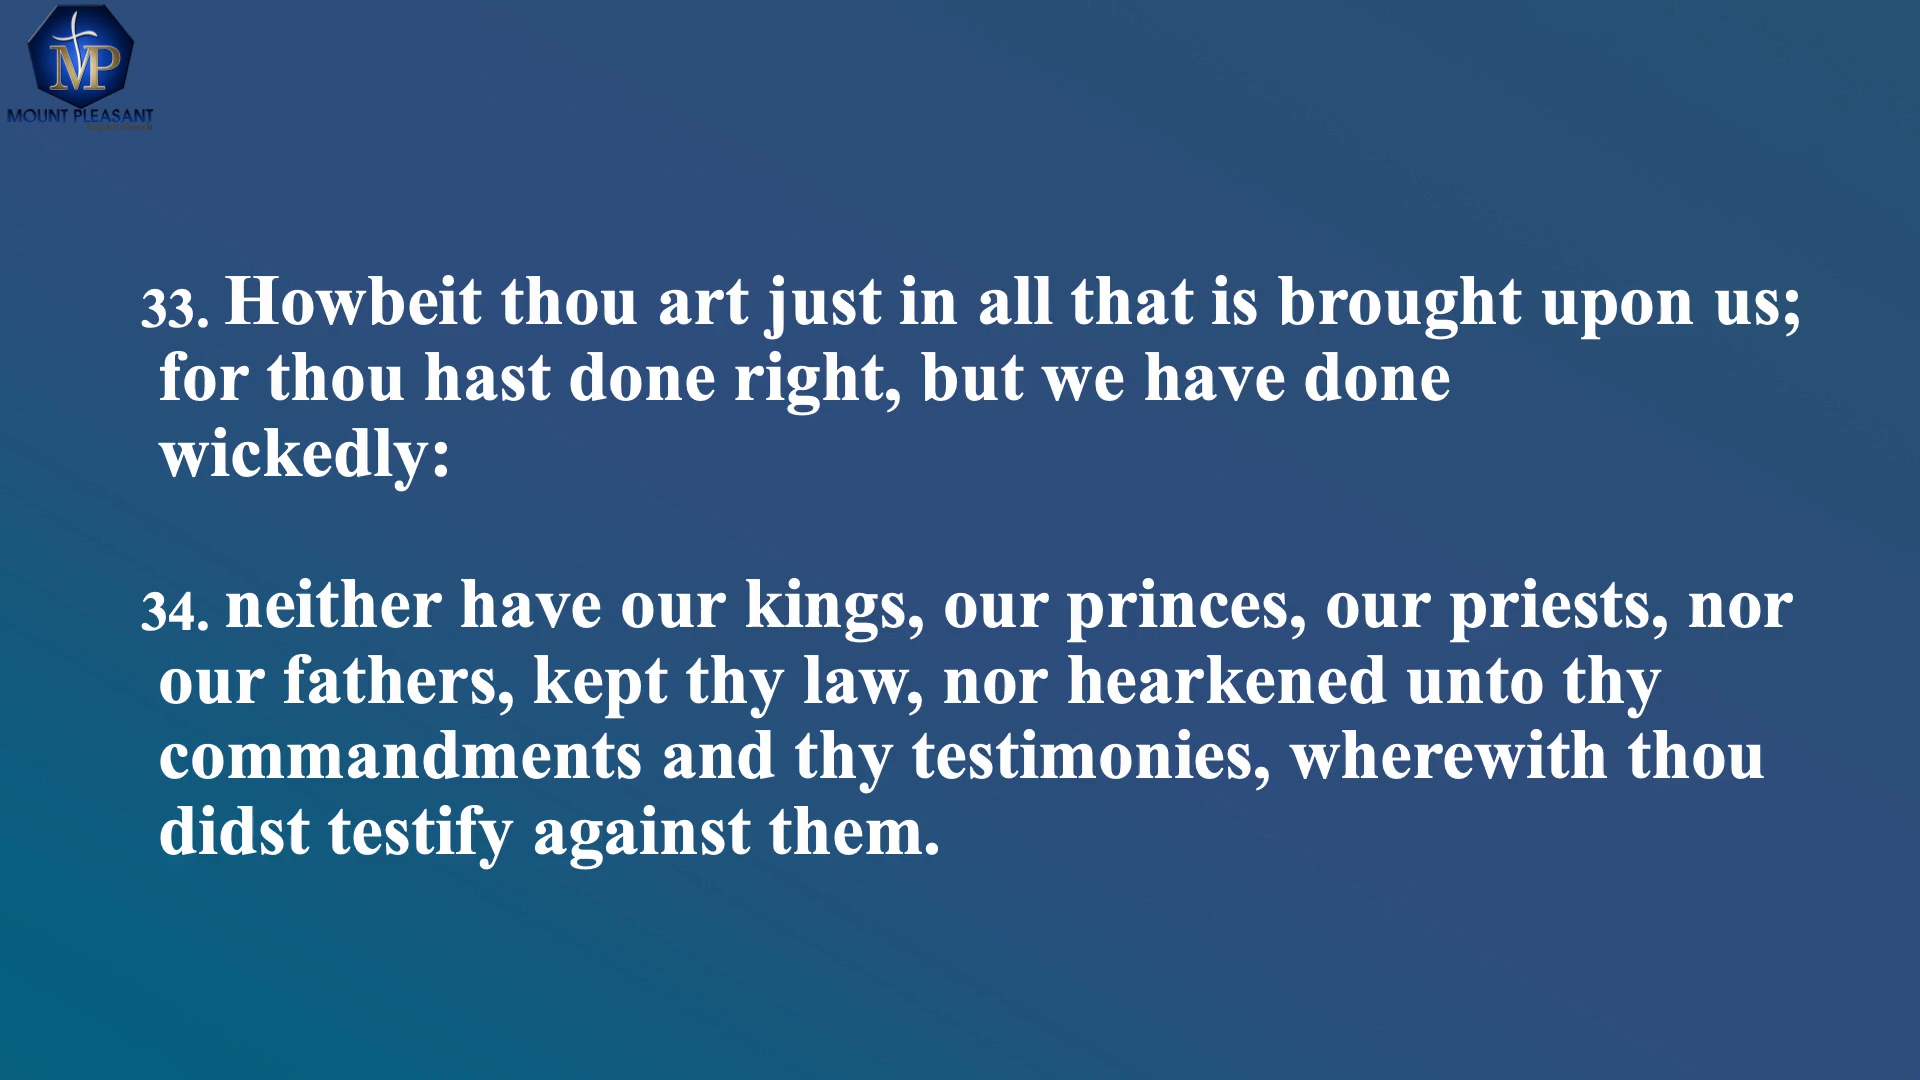 MP
MOUNT PLEASANT
33. Howbeit thou art just in all that is brought upon us;
for thou hast done right, but we have done
wickedly:
34. neither have our kings, our princes, our priests, nor
our fathers, kept thy law, nor hearkened unto thy
commandments and thy testimonies, wherewith thou
didst testify against them.